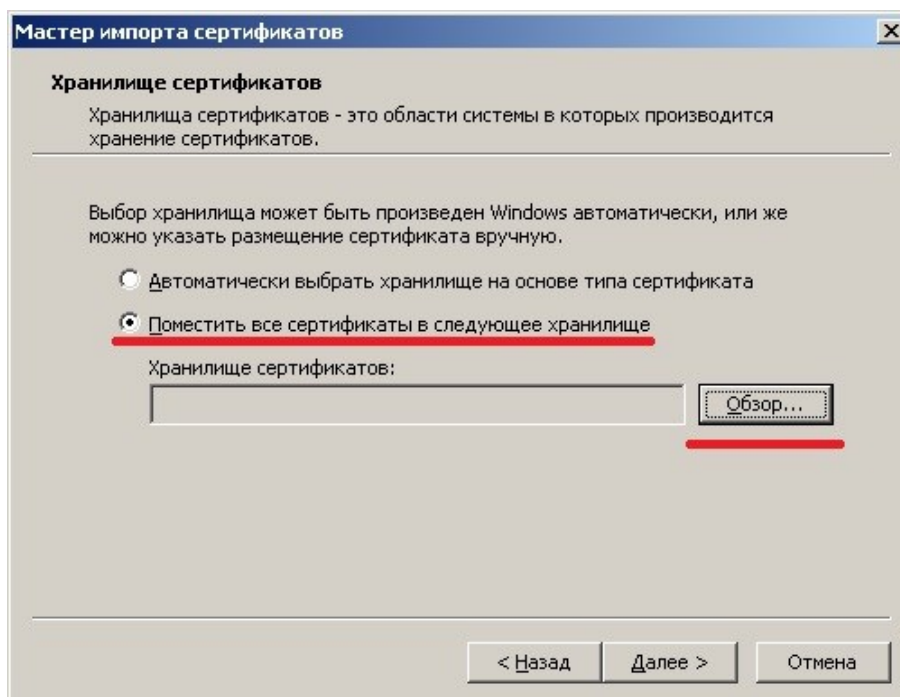 Мастер импорта сертификатов
Хранилище сертификатов
Хранилища сертификатов - это области системы в которых производится
хранение сертификатов.
Выбор хранилища может быть произведен Windows автоматически, или же
можно указать размещение сертификата вручную.
Автоматически выбрать хранилище на основе типа сертификата
Поместить все сертификаты в следующее хранилище
Хранилище сертификатов:
Обзор...
< Назад Далее > Отмена